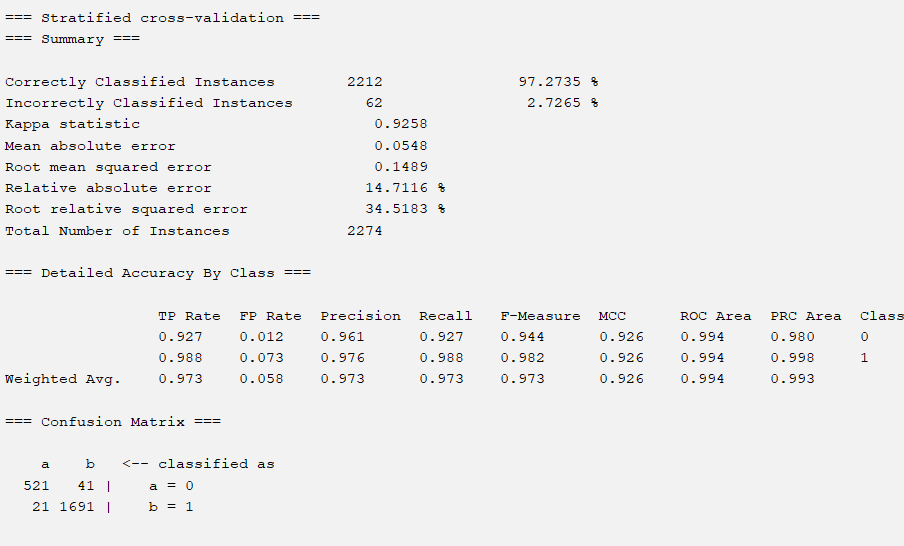 === Stratified cross-validation ===
=== Summary ===
Correctly Classified Instances 2212 97.2735 %
Incorrectly Classified Instances 62 2.7265 %
Kappa statistic 0.9258
Mean absolute error 0.0548
Root mean squared error 0.1489
Relative absolute error 14.7116 %
Root relative squared error 34.5183 %
Total Number of Instances 2274
=== Detailed Accuracy By Class ===
TP Rate FP Rate Precision Recall F-Measure MCC ROC Area PRC Area Class
0.927 0.012 0.961 0.927 0.944 0.926 0.994 0.980 0
0.988 0.073 0.976 0.988 0.982 0.926 0.994 0.998 1
Weighted Avg. 0.973 0.058 0.973 0.973 0.973 0.926 0.994 0.993
=== Confusion Matrix ===
a b <-- classified as
521 41 | a = 0
21 1691 | b = 1